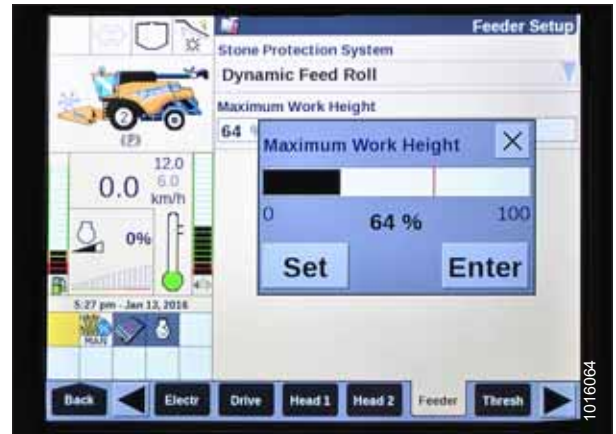 Feeder Setup
Stone Protection System
Dynamic Feed Roll
Maximum Work Height
64 %
Maximum Work Height
0
64 %
100
Set
Enter
2
(P)
12.0
0.0
6.0
km/h
0%
5:27 pm - Jan 13, 2016
MAN
Back
Electr
Drive
Head 1
Head 2
Feeder
Thresh
1016064